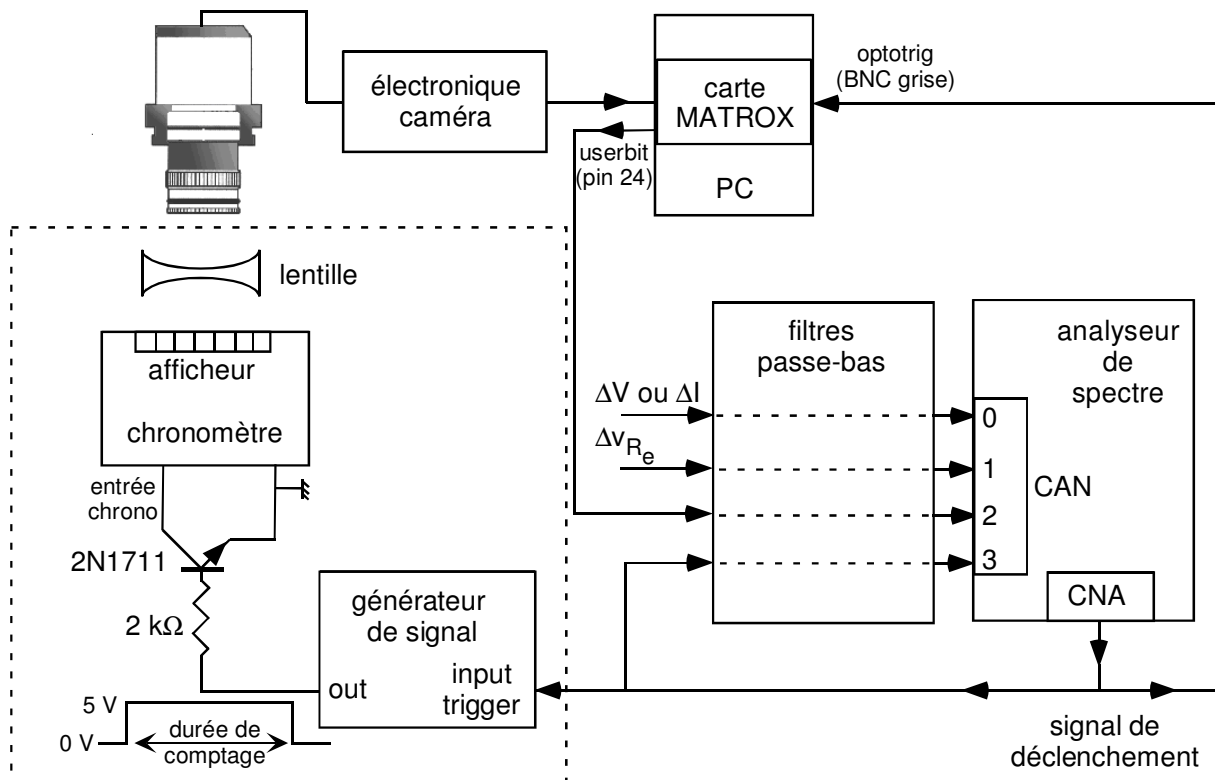 électronique
caméra
carte
MATROX
PC
optotrig
(BNC grise)
userbit
(pin 24)
lentille
afficheur
chronomètre
entrée
chrono
2N1711
2 kΩ
générateur
de signal
out
input
trigger
5 V
0 V
durée de
comptage
filtres
passe-bas
ΔV ou ΔI
ΔvRe
analyseur
de
spectre
0
1
2
3
CAN
CNA
signal de
déclenchement